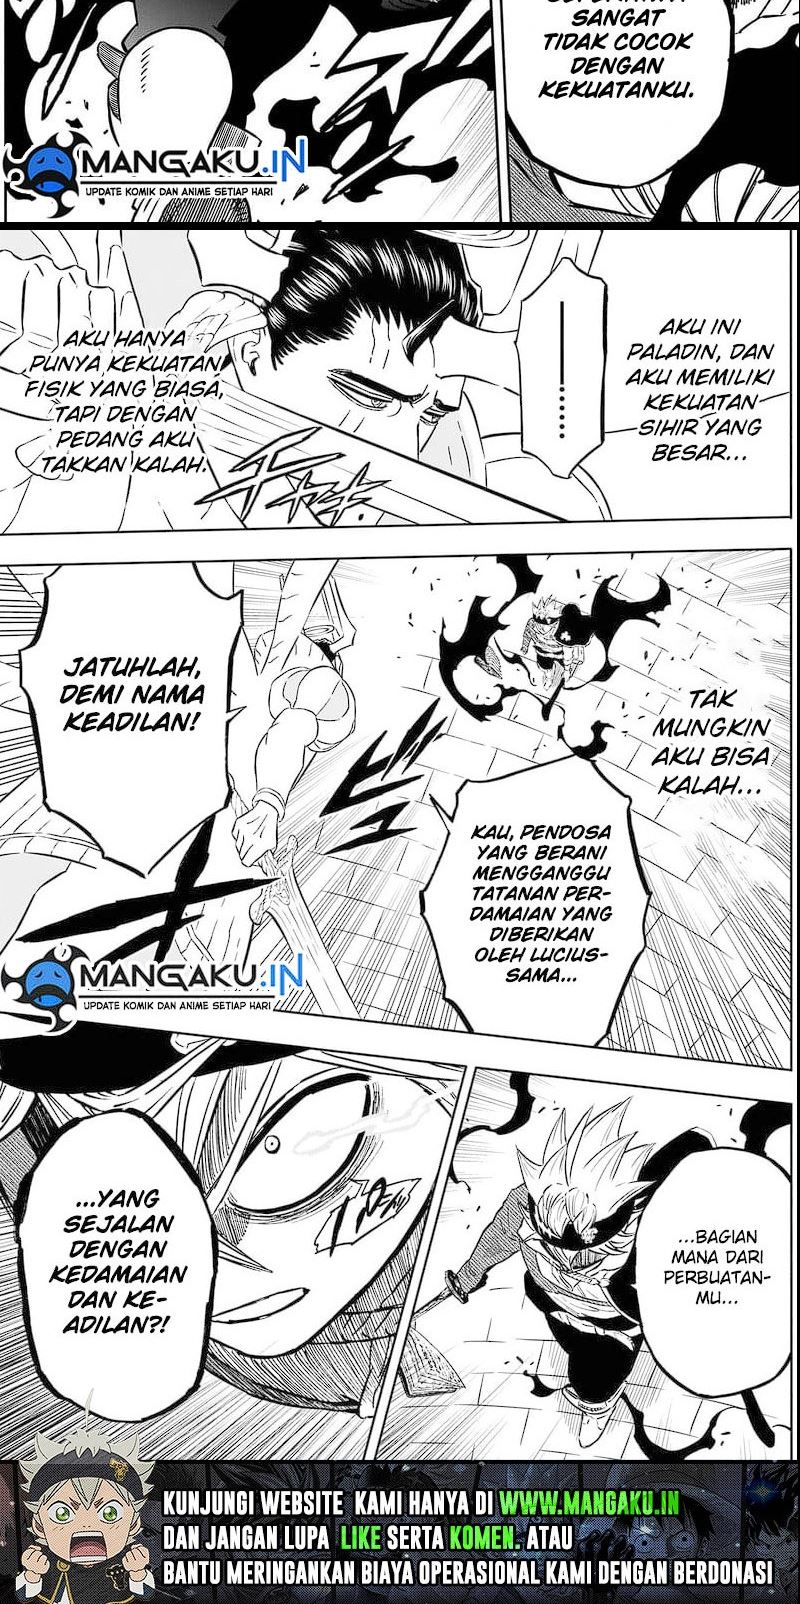 SANGAT
TIDAK COCOK
DENGAN
KEKUATANKU.
MANGAKU.IN
UPDATE KOMIK DAN ANIME SETIAP HARI
AKU INI
PALADIN, DAN
AKU MEMILIKI
KEKUATAN
SIHIR YANG
BESAR...
AKU HANYA
PUNYA KEKUATAN
FISIK YANG BIASA,
TAPI DENGAN
PEDANG AKU
TAKKAN KALAH.
TAK
MUNGKIN
AKU BISA
KALAH...
KAU, PENDOSA
YANG BERANI
MENGGANGGU
TATANAN PER-
DAMAIAN YANG
DIBERIKAN
OLEH LUCIUS-
SAMA...
JATUHLAH,
DEMI NAMA
KEADILAN!
ビュ
MANGAKU.IN
UPDATE KOMIK DAN ANIME SETIAP HARI
...BAGIAN
MANA DARI
PERBUATAN-
MU...
...YANG
SEJALAN
DENGAN
KEDAMAIAN
DAN KE-
ADILAN?!
KUNJUNGI WEBSITE KAMI HANYA DI WWW.MANGAKU.IN
DAN JANGAN LUPA LIKE SERTA KOMEN. ATAU
BANTU MERINGANKAN BIAYA OPERASIONAL KAMI DENGAN BERDONASI